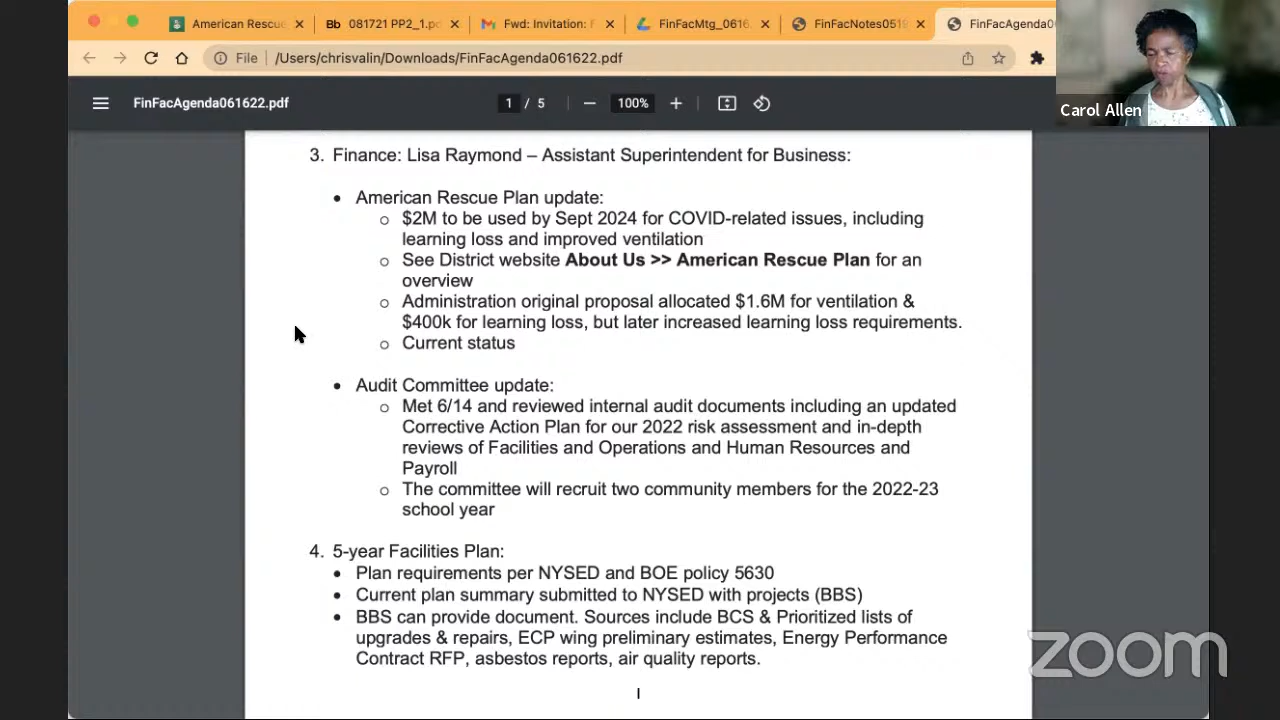 American Rescue
Bb 081721 PP2_1.pd
Fwd: Invitation: F
FinFacMtg_0616
FinFacNotes051
FinFacAgenda0
File /Users/chrisvalin/Downloads/FinFacAgenda061622.pdf
FinFacAgenda061622.pdf
1 / 5
100%
Carol Allen
3. Finance: Lisa Raymond – Assistant Superintendent for Business:
• American Rescue Plan update:
o $2M to be used by Sept 2024 for COVID-related issues, including
learning loss and improved ventilation
o See District website About Us >> American Rescue Plan for an
overview
o Administration original proposal allocated $1.6M for ventilation &
$400k for learning loss, but later increased learning loss requirements.
o Current status
• Audit Committee update:
o Met 6/14 and reviewed internal audit documents including an updated
Corrective Action Plan for our 2022 risk assessment and in-depth
reviews of Facilities and Operations and Human Resources and
Payroll
o The committee will recruit two community members for the 2022-23
school year
4. 5-year Facilities Plan:
• Plan requirements per NYSED and BOE policy 5630
• Current plan summary submitted to NYSED with projects (BBS)
• BBS can provide document. Sources include BCS & Prioritized lists of
upgrades & repairs, ECP wing preliminary estimates, Energy Performance
Contract RFP, asbestos reports, air quality reports.
I
zoom